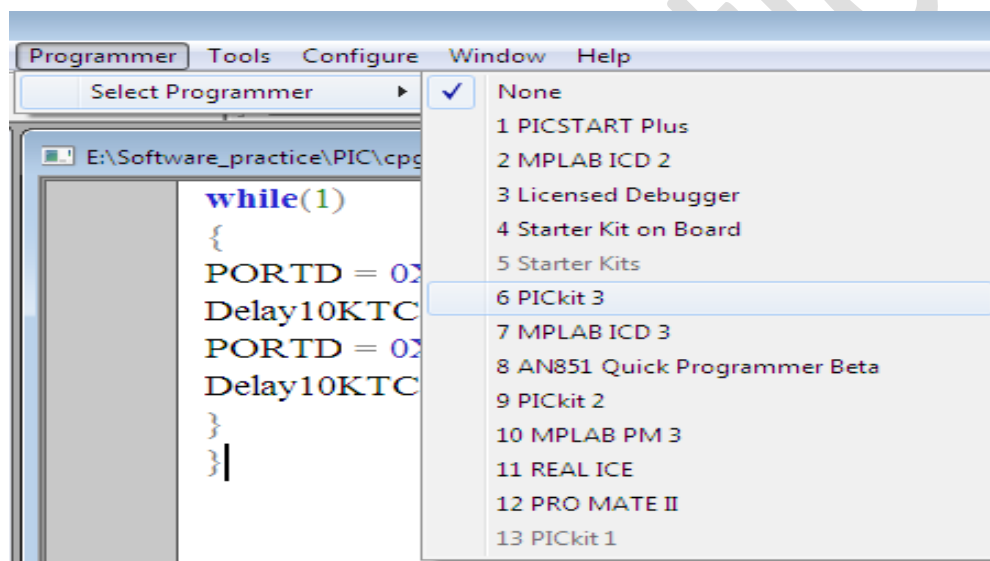 Programmer Tools Configure Window Help
Select Programmer
None
1 PICSTART Plus
2 MPLAB ICD 2
3 Licensed Debugger
4 Starter Kit on Board
5 Starter Kits
6 PICkit 3
7 MPLAB ICD 3
8 AN851 Quick Programmer Beta
9 PICkit 2
10 MPLAB PM 3
11 REAL ICE
12 PRO MATE II
13 PICkit 1
E:\Software_practice\PIC\cpg
while(1)
{
PORTD = 0X
Delay10KTC
PORTD = 0X
Delay10KTC
}
}